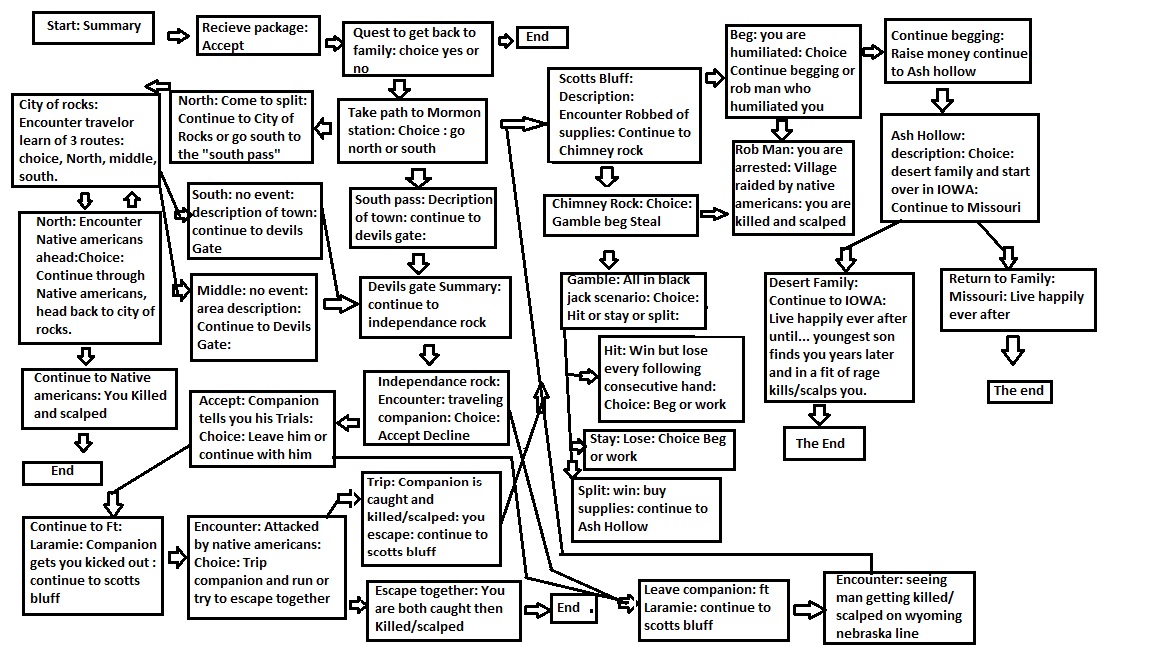 Start: Summary
Recieve package:
Accept
Quest to get back to
family: choice yes or
no
End
Beg: you are
humiliated: Choice
Continue begging or
rob man who
humiliated you
Continue begging:
Raise money continue
to Ash hollow
City of rocks:
Encounter travelor
learn of 3 routes:
choice, North, middle,
south.
North: Come to split:
Continue to City of
Rocks or go south to
the "south pass"
Take path to Mormon
station: Choice : go
north or south
Scotts Bluff:
Description:
Encounter Robbed of
supplies: Continue to
Chimney rock
Rob Man: you are
arrested: Village
raided by native
americans: you are
killed and scalped
Ash Hollow:
description: Choice:
desert family and start
over in IOWA:
Continue to Missouri
South: no event:
desscription of town:
continue to devils
Gate
South pass: Decription
of town: continue to
devils gate:
Chimney Rock: Choice:
Gamble beg Steal
North: Encounter
Native americans
ahead:Choice:
Continue through
Native americans,
head back to city of
rocks.
Middle: no event:
area description:
Continue to Devils
Gate:
Devils gate Summary:
continue to
independance rock
Gamble: All in black
jack scenario: Choice:
Hit or stay or split:
Desert Family:
Continue to IOWA:
Live happily ever after
until... youngest son
finds you years later
and in a fit of rage
kills/scalps you.
Return to Family:
Missouri: Live happily
ever after
Hit: Win but lose
every following
consecutive hand:
Choice: Beg or work
Continue to Native
americans: You Killed
and scalped
Accept: Companion
tells you his Trials:
Choice: Leave him or
continue with him
Independance rock:
Encounter: traveling
companion: Choice:
Accept Decline
The end
Stay: Lose: Choice Beg
or work
The End
End
Trip: Companion is
caught and
killed/scalped: you
escape: continue to
scotts bluff
Split: win: buy
supplies: continue to
Ash Hollow
Continue to Ft:
Laramie: Companion
gets you kicked out :
continue to scotts
bluff
Encounter: Attacked
by native americans:
Choice: Trip
companion and run or
try to escape together
Escape together: You
are both caught then
Killed/scalped
End .
Leave companion: ft
Laramie: continue to
scotts bluff
Encounter: seeing
man getting killed/
scalped on wyoming
nebraska line